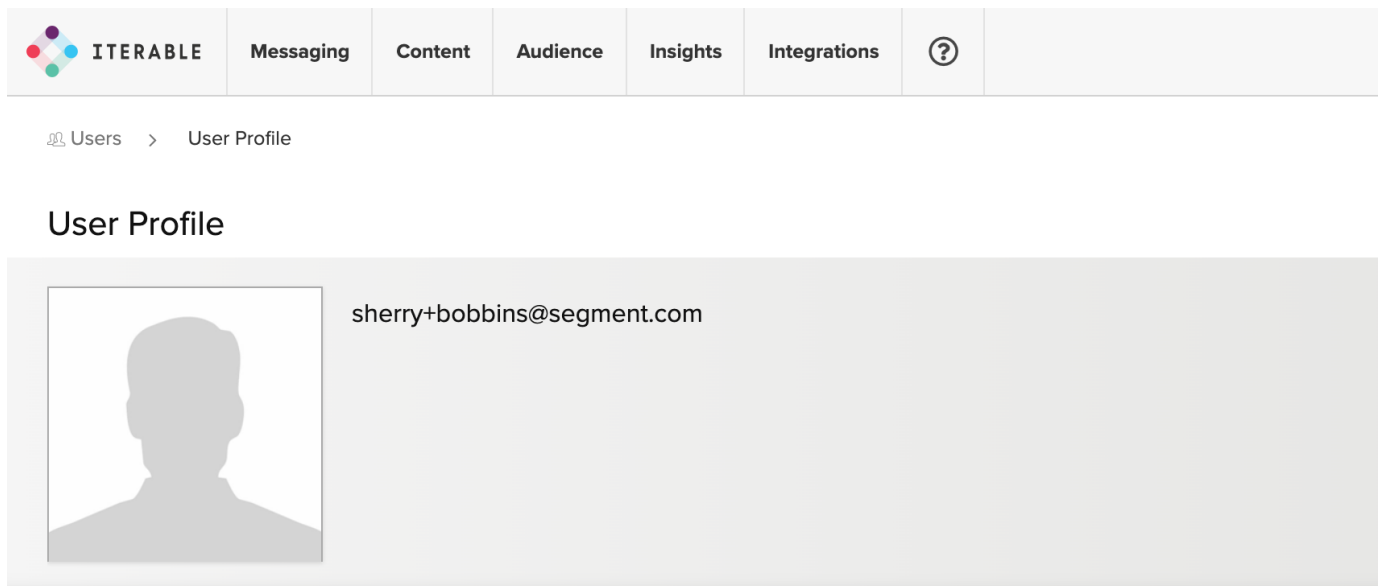 ITERABLE Messaging Content Audience Insights Integrations ?
Users > User Profile
User Profile
sherry+bobbins@segment.com